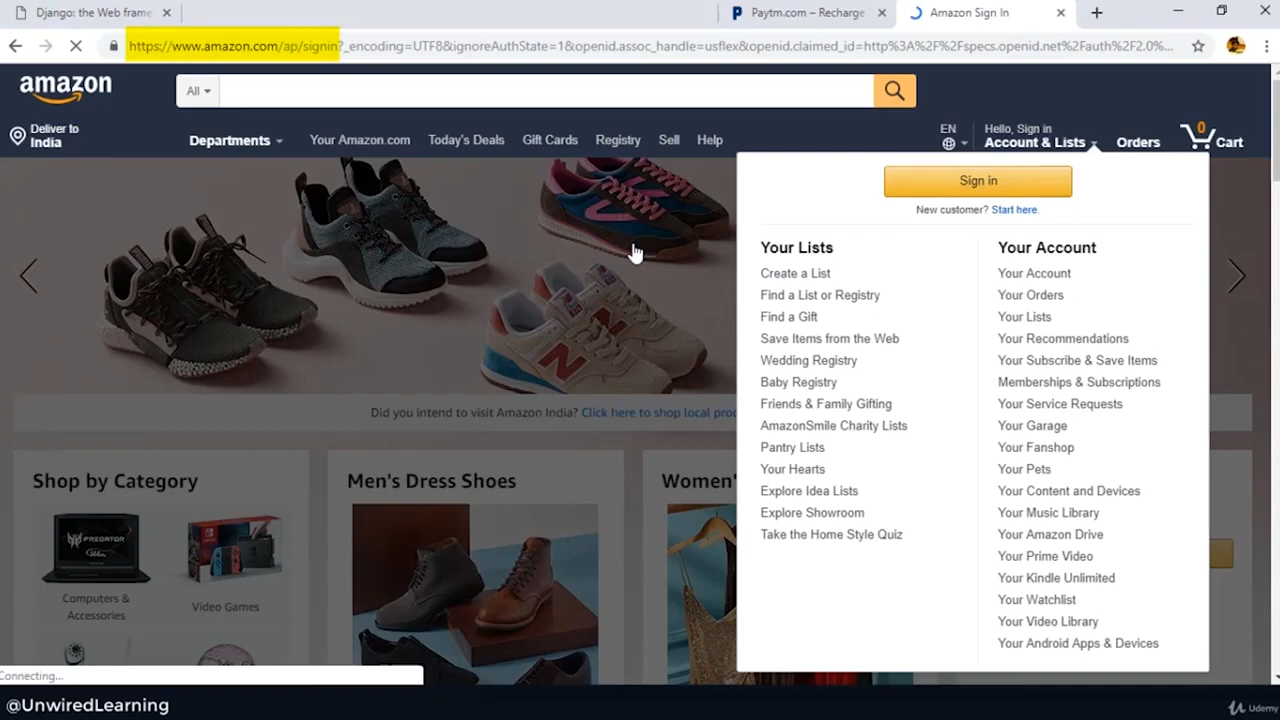 Django: the Web frame
Paytm.com – Recharge
Amazon Sign In
https://www.amazon.com/ap/signin?_encoding=UTF8&ignoreAuthState=1&openid.assoc_handle=usflex&openid.claimed_id=http%3A%2F%2Fspecs.openid.net%2Fauth%2F2.0%...
amazon
All
Deliver to
India
Departments
Your Amazon.com
Today's Deals
Gift Cards
Registry
Sell
Help
EN
Hello, Sign in
Account & Lists
Orders
0
Cart
Sign in
New customer? Start here.
Your Lists
Create a List
Find a List or Registry
Find a Gift
Save Items from the Web
Wedding Registry
Baby Registry
Friends & Family Gifting
AmazonSmile Charity Lists
Pantry Lists
Your Hearts
Explore Idea Lists
Explore Showroom
Take the Home Style Quiz
Your Account
Your Account
Your Orders
Your Lists
Your Recommendations
Your Subscribe & Save Items
Memberships & Subscriptions
Your Service Requests
Your Garage
Your Fanshop
Your Pets
Your Content and Devices
Your Music Library
Your Amazon Drive
Your Prime Video
Your Kindle Unlimited
Your Watchlist
Your Video Library
Your Android Apps & Devices
Did you intend to visit Amazon India? Click here to shop local proc
Shop by Category
PREDATOR
Computers &
Accessories
Video Games
Men's Dress Shoes
Women'
Connecting...
@UnwiredLearning
Udemy